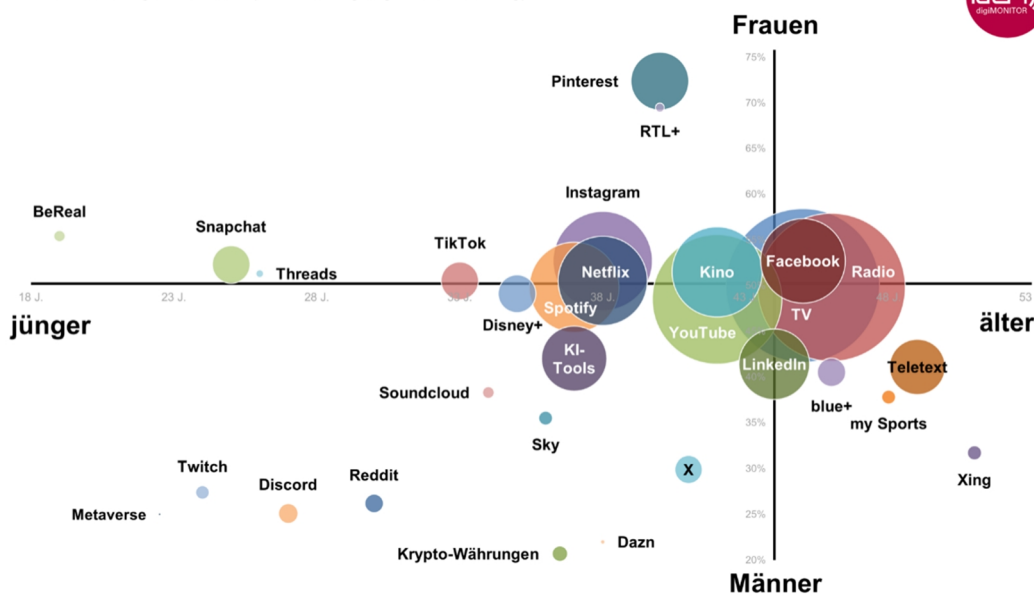 digiMONITOR
Frauen
75%
Pinterest
70%
RTL+
65%
Instagram
60%
BeReal
Snapchat
TikTok
Threads
Netflix
Kino
Facebook
Radio
18 J.
23 J.
28 J.
38 J.
48 J.
53
jünger
Disney+
Spotify
TV
älter
YouTube
KI-
Tools
LinkedIn
Teletext
40%
Soundcloud
blue+
my Sports
Sky
35%
Twitch
Discord
Reddit
X
30%
Xing
Metaverse
25%
Krypto-Währungen
Dazn
20%
Männer